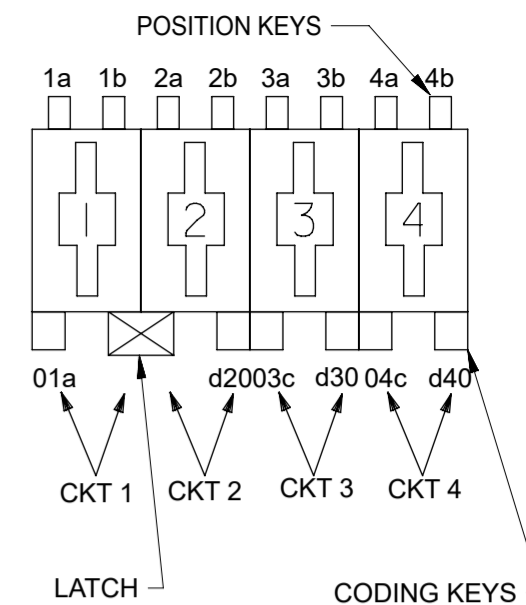 POSITION KEYS
1a 1b 2a 2b 3a 3b 4a 4b
1 2 3 4
01a d2003c d30 04c d40
CKT 1 CKT 2 CKT 3 CKT 4
LATCH CODING KEYS